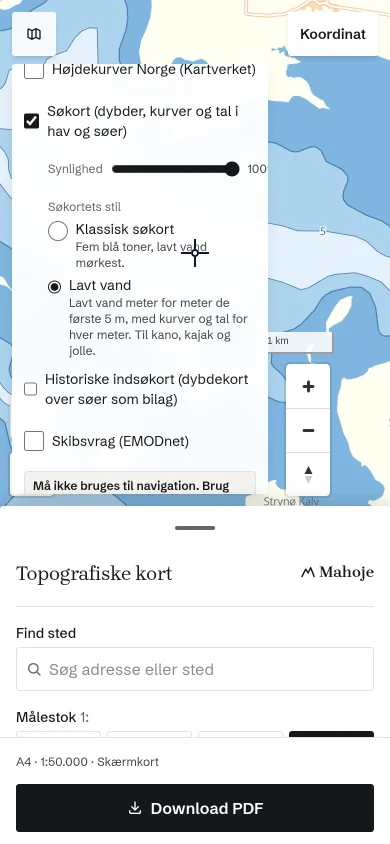 Koordinat
Højdekurver Norge (Kartverket)
Søkort (dybder, kurver og tal i
hav og søer)
Synlighed
100
Søkortets stil
Klassisk søkort
Fem blå toner, lavt vand
mørkest.
Lavt vand
Lavt vand meter for meter de
første 5 m, med kurver og tal for
hver meter. Til kano, kajak og
jolle.
Historiske indsøkort (dybdekort
over søer som bilag)
Skibsvrag (EMODnet)
Må ikke bruges til navigation. Brug
5
1 km
Strynø Kalv
Topografiske kort
Mahoje
Find sted
Søg adresse eller sted
Målestok 1:
A4 · 1:50.000 · Skærmkort
Download PDF